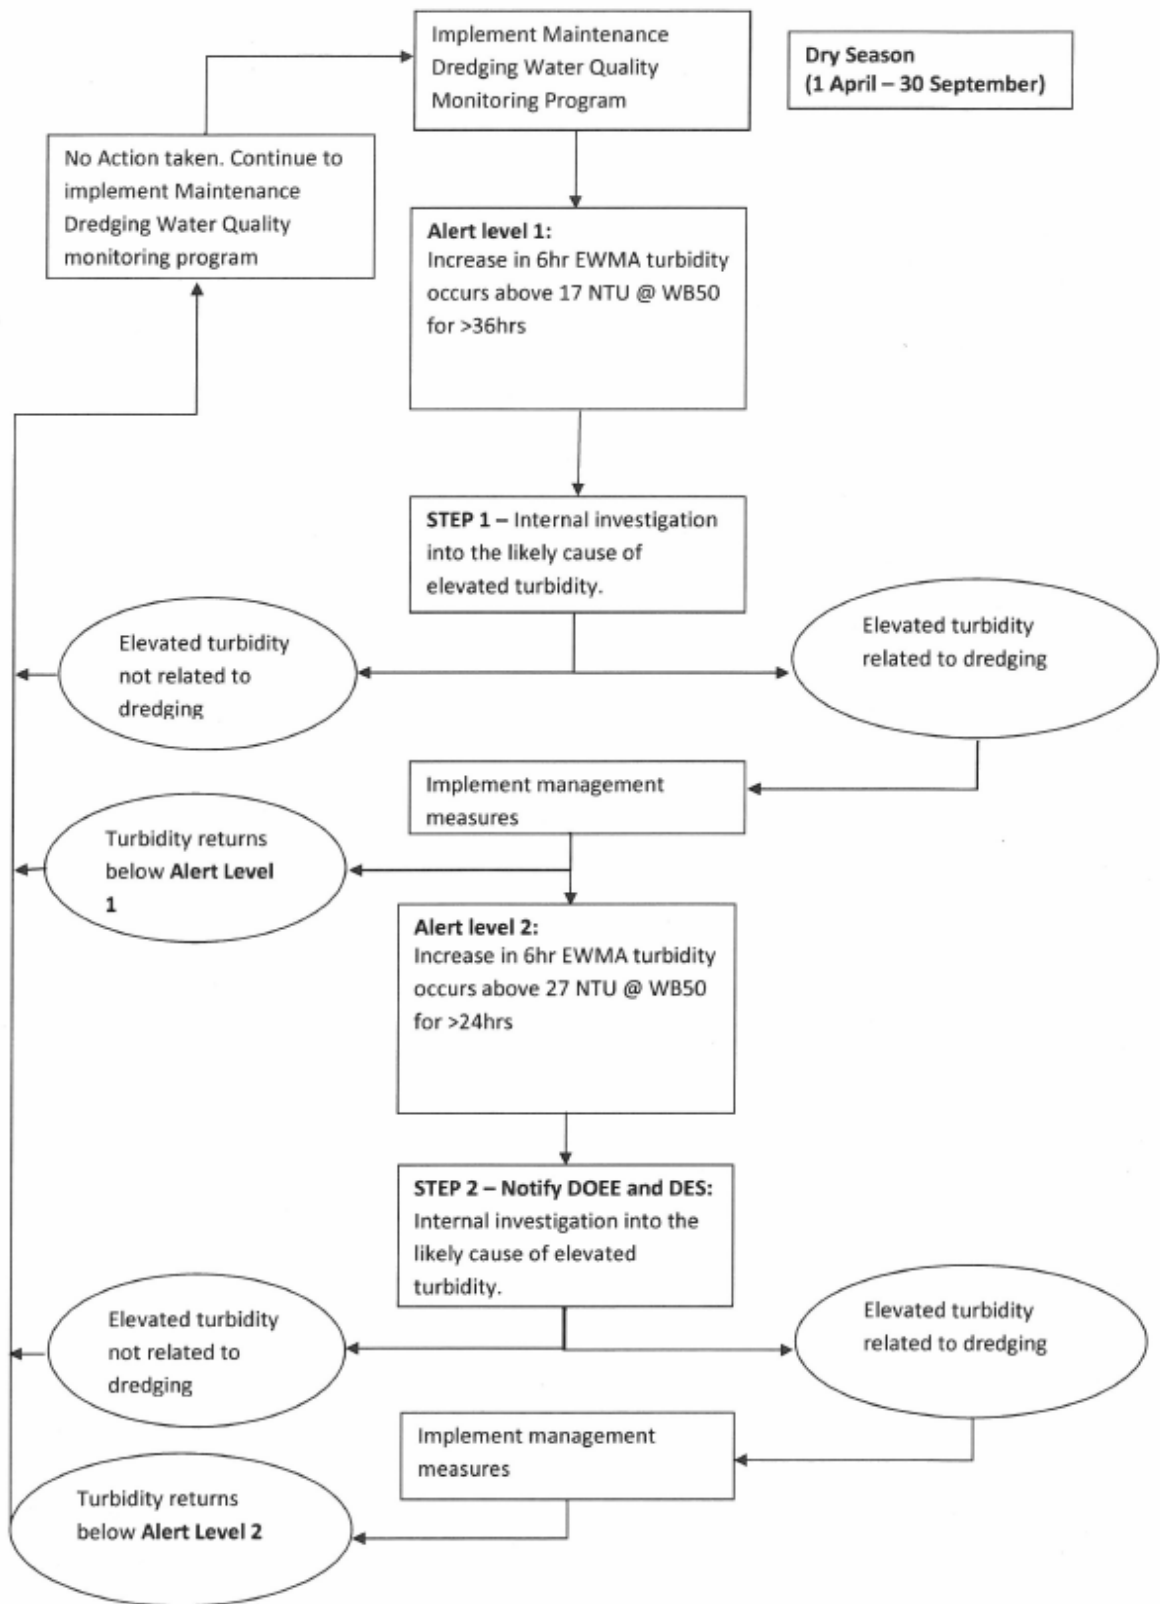 Implement Maintenance
Dredging Water Quality
Monitoring Program
Dry Season
(1 April – 30 September)
No Action taken. Continue to
implement Maintenance
Dredging Water Quality
monitoring program
Alert level 1:
Increase in 6hr EWMA turbidity
occurs above 17 NTU @ WB50
for >36hrs
STEP 1 – Internal investigation
into the likely cause of
elevated turbidity.
Elevated turbidity
not related to
dredging
Elevated turbidity
related to dredging
Implement management
measures
Turbidity returns
below Alert Level
1
Alert level 2:
Increase in 6hr EWMA turbidity
occurs above 27 NTU @ WB50
for >24hrs
STEP 2 – Notify DOEE and DES:
Internal investigation into the
likely cause of elevated
turbidity.
Elevated turbidity
not related to
dredging
Elevated turbidity
related to dredging
Implement management
measures
Turbidity returns
below Alert Level 2